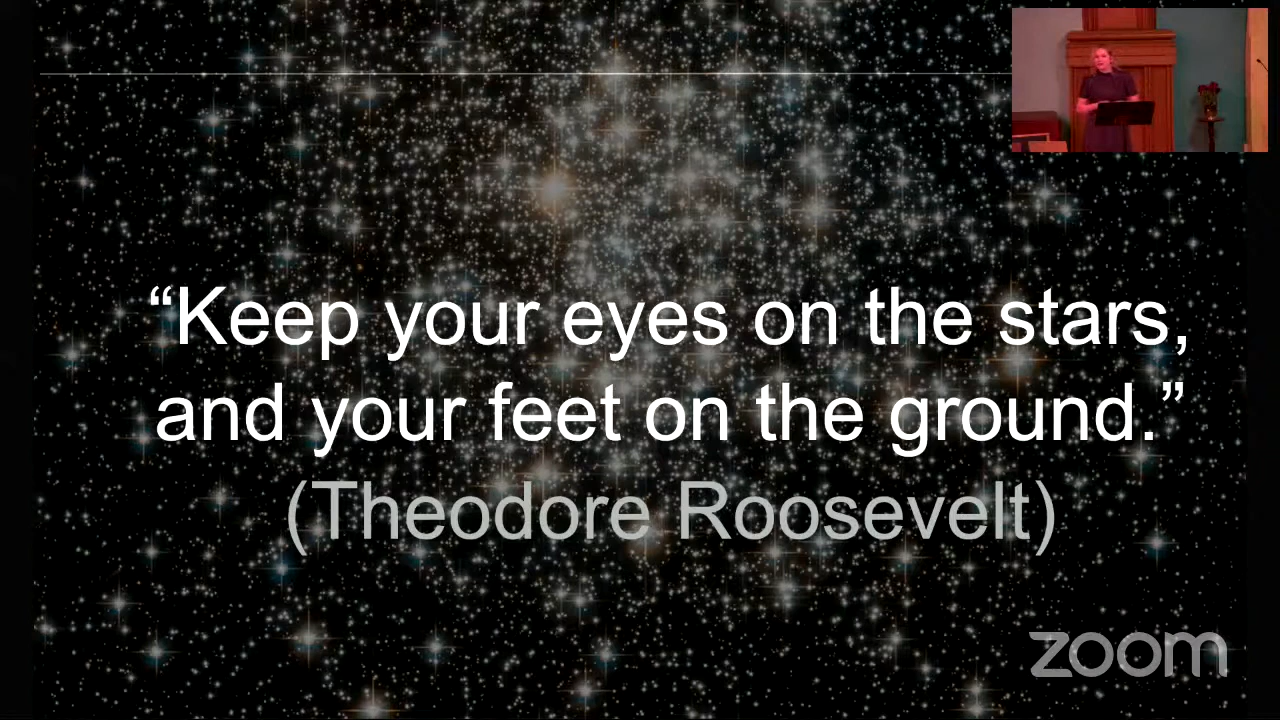 “Keep your eyes on the stars,
and your feet on the ground.”
(Theodore Roosevelt)
zoom